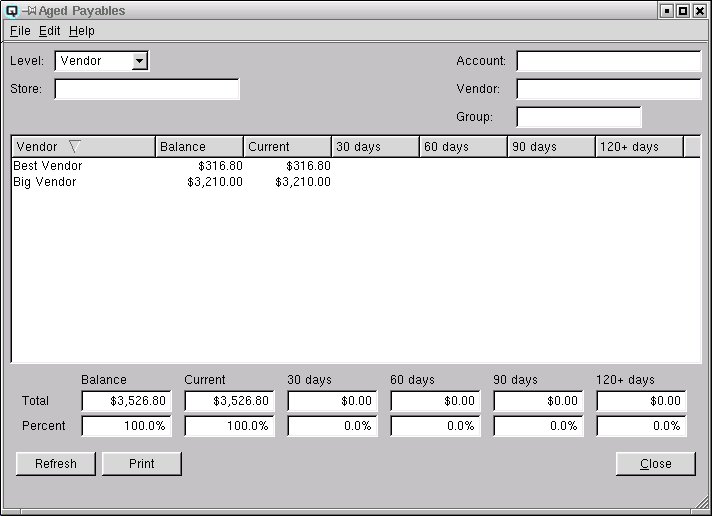 Aged Payables
File Edit Help
Level: Vendor Account:
Store: Vendor:
Group:
Vendor Balance Current 30 days 60 days 90 days 120+ days
Best Vendor $316.80 $316.80
Big Vendor $3,210.00 $3,210.00
Balance Current 30 days 60 days 90 days 120+ days
Total $3,526.80 $3,526.80 $0.00 $0.00 $0.00 $0.00
Percent 100.0% 100.0% 0.0% 0.0% 0.0% 0.0%
Refresh Print Close